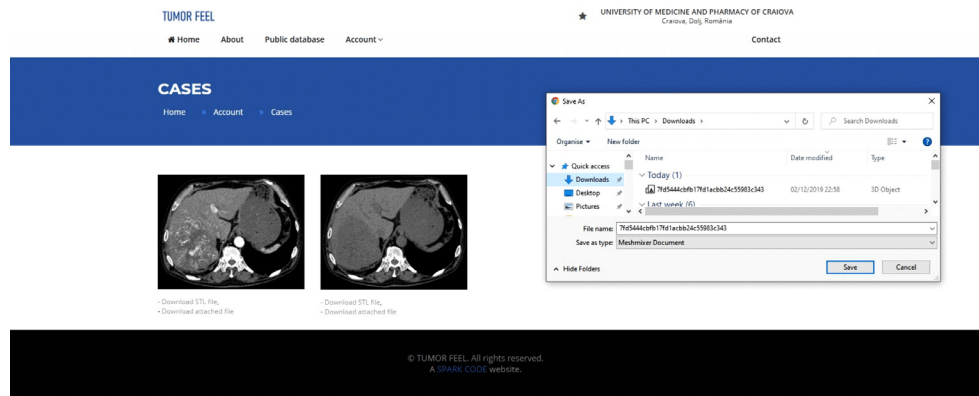 TUMOR FEEL
UNIVERSITY OF MEDICINE AND PHARMACY OF CRAIOVA
Craiova, Dolj, România
Home About Public database Account Contact
CASES
Home » Account » Cases
Save As
This PC › Downloads ›
Search Downloads
Organise New folder
Quick access
Downloads
Desktop
Pictures
Name Date modified Type
Today (1)
7fd5444cbfb17fd1acbb24c55983c343 02/12/2019 22:58 3D Object
Last week (6)
File name: 7fd5444cbfb17fd1acbb24c55983c343
Save as type: Meshmixer Document
Hide Folders
Save Cancel
- Download STL file,
- Download attached file
- Download STL file,
- Download attached file
© TUMOR FEEL. All rights reserved.
A SPARK CODE website.